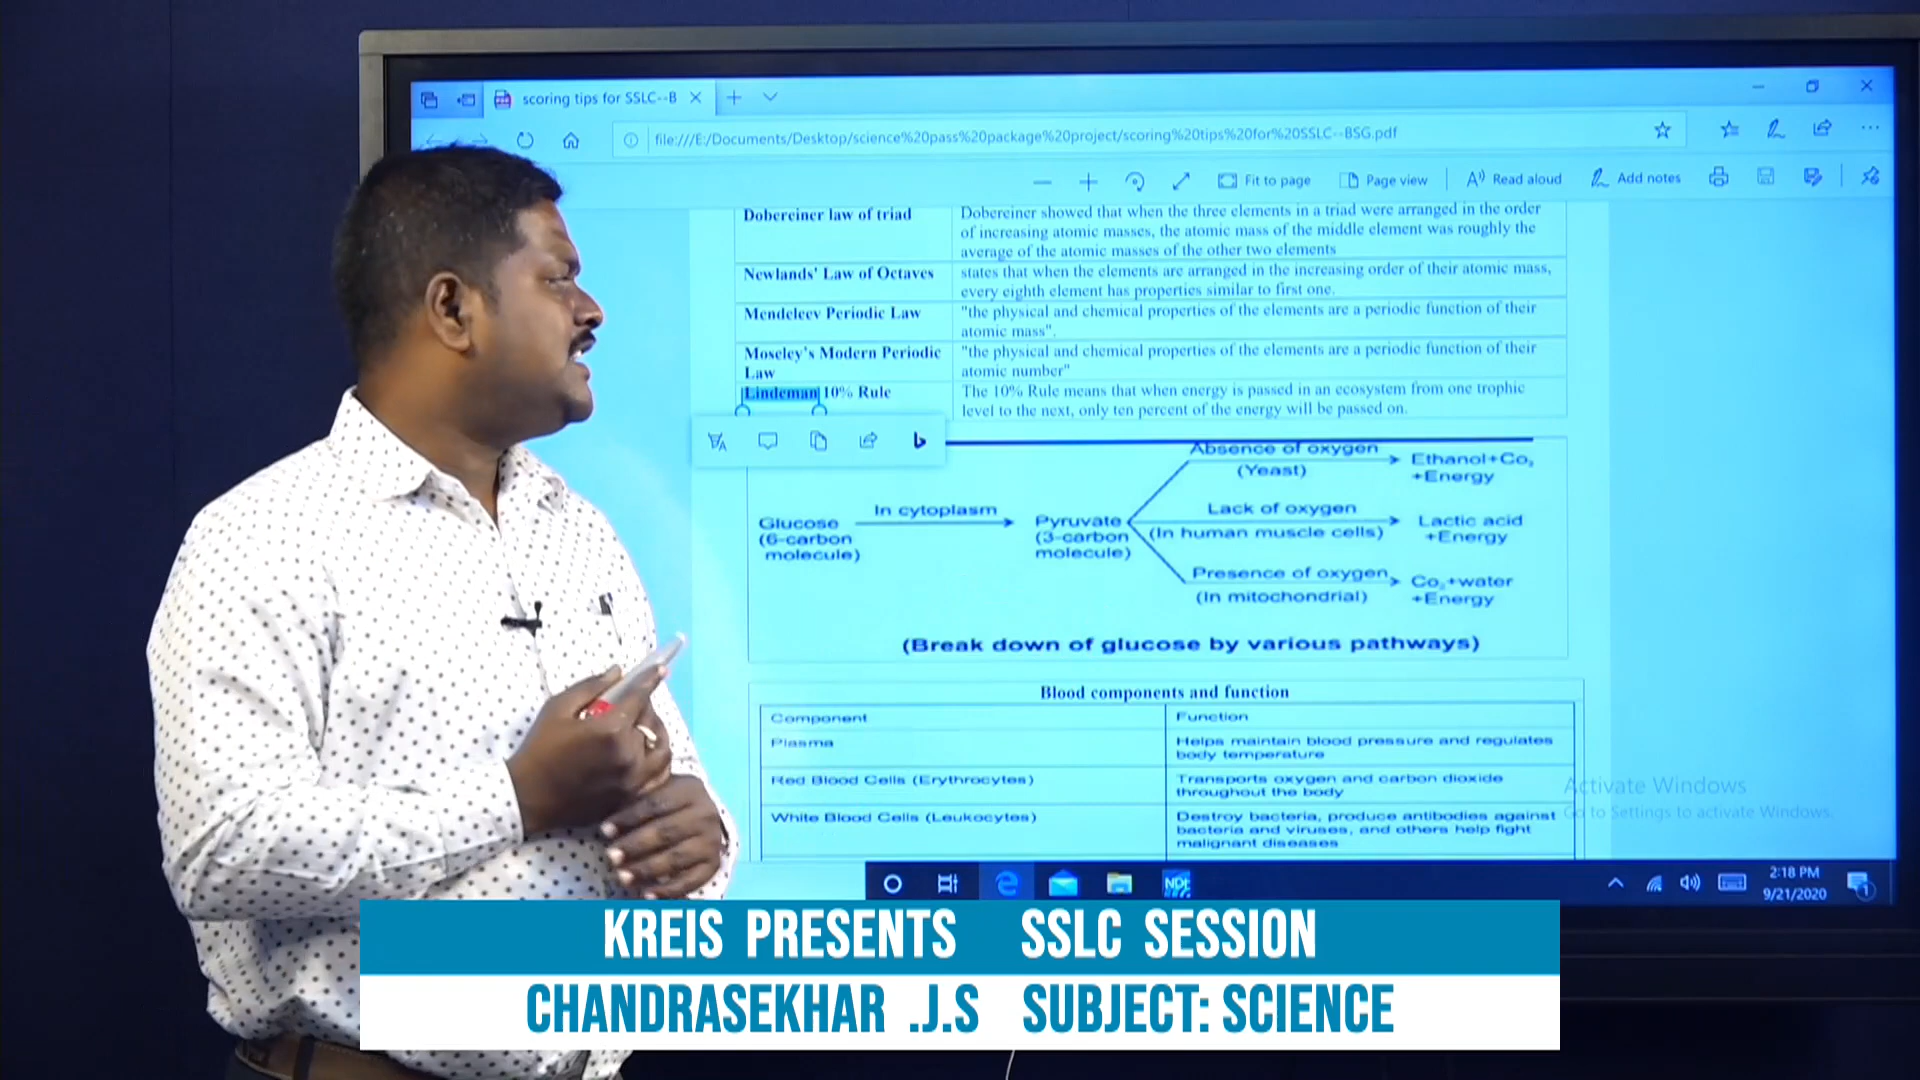 scoring tips for SSLC--B
file:///E:/Documents/Desktop/science%20pass%20package%20project/scoring%20tips%20for%20SSLC--BSG.pdf
Fit to page
Page view
Read aloud
Add notes
Dobereiner law of triad
Dobereiner showed that when the three elements in a triad were arranged in the order
of increasing atomic masses, the atomic mass of the middle element was roughly the
average of the atomic masses of the other two elements
Newlands' Law of Octaves
states that when the elements are arranged in the increasing order of their atomic mass,
every eighth element has properties similar to first one.
Mendeleev Periodic Law
"the physical and chemical properties of the elements are a periodic function of their
atomic mass".
Moseley's Modern Periodic
Law
"the physical and chemical properties of the elements are a periodic function of their
atomic number"
Lindeman 10% Rule
The 10% Rule means that when energy is passed in an ecosystem from one trophic
level to the next, only ten percent of the energy will be passed on.
Glucose
(6-carbon
molecule)
In cytoplasm
Pyruvate
(3-carbon
molecule)
Absence of oxygen
(Yeast)
Ethanol+Co₂
+Energy
Lack of oxygen
(In human muscle cells)
Lactic acid
+Energy
Presence of oxygen
(In mitochondrial)
Co₂+water
+Energy
(Break down of glucose by various pathways)
Blood components and function
Component
Function
Plasma
Helps maintain blood pressure and regulates
body temperature
Red Blood Cells (Erythrocytes)
Transports oxygen and carbon dioxide
throughout the body
White Blood Cells (Leukocytes)
Destroy bacteria, produce antibodies against
bacteria and viruses, and others help fight
malignant diseases
Activate Windows
Go to Settings to activate Windows.
2:18 PM
9/21/2020
KREIS PRESENTS SSLC SESSION
CHANDRASEKHAR .J.S SUBJECT: SCIENCE